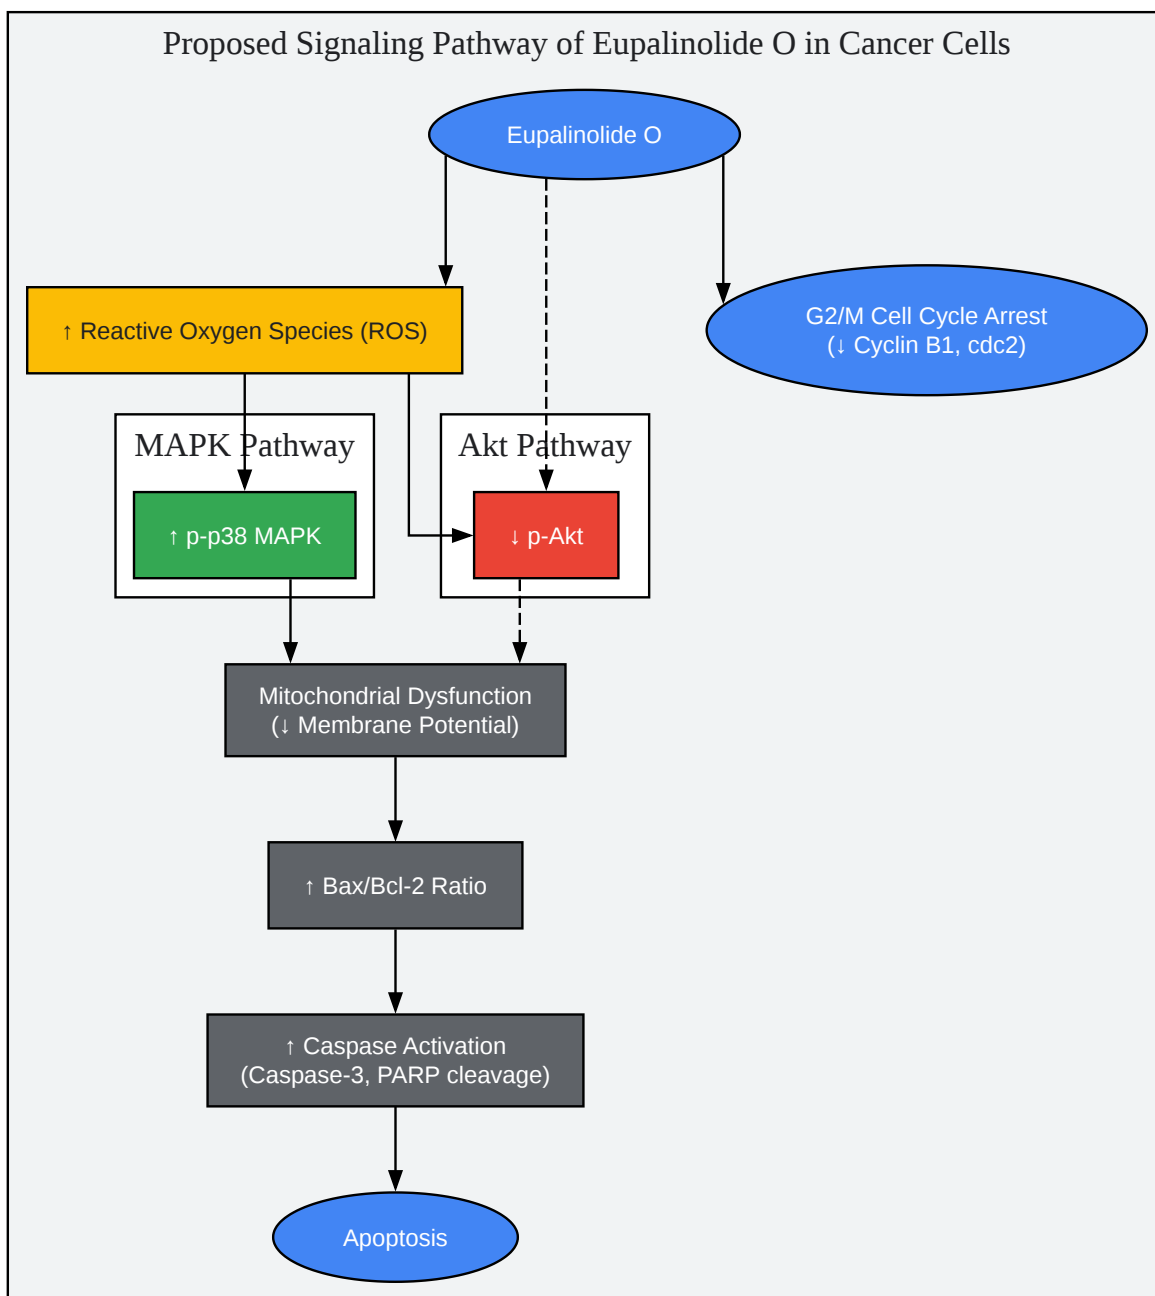 Proposed Signaling Pathway of Eupalinolide O in Cancer Cells
Eupalinolide O
↑ Reactive Oxygen Species (ROS)
G2/M Cell Cycle Arrest
(↓ Cyclin B1, cdc2)
MAPK Pathway
Akt Pathway
↑ p-p38 MAPK
↓ p-Akt
Mitochondrial Dysfunction
(↓ Membrane Potential)
↑ Bax/Bcl-2 Ratio
↑ Caspase Activation
(Caspase-3, PARP cleavage)
Apoptosis